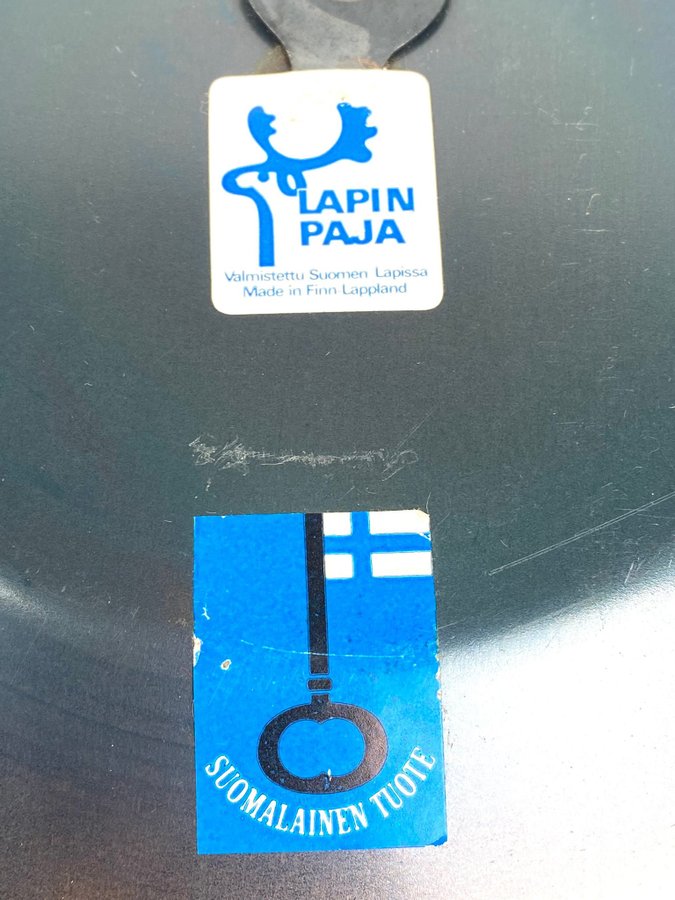 LAPIN
PAJA
Valmistettu Suomen Lapissa
Made in Finn Lappland
SUOMALAINEN TUOTE